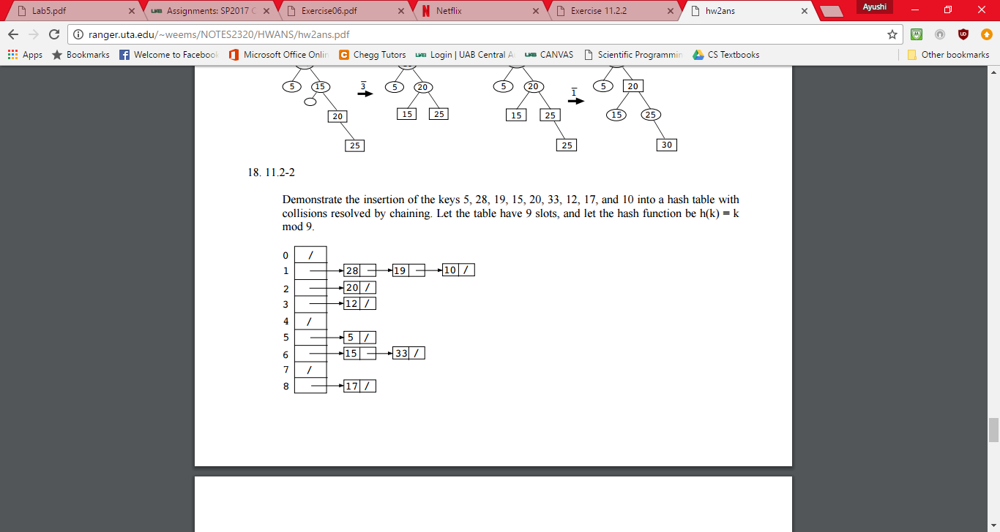 Lab5.pdf
Assignments: SP2017 C
Exercise06.pdf
Netflix
Exercise 11.2.2
hw2ans
Ayushi
ranger.uta.edu/~weems/NOTES2320/HWANS/hw2ans.pdf
Apps
Bookmarks
Welcome to Facebook
Microsoft Office Onlin
Chegg Tutors
Login | UAB Central A
CANVAS
Scientific Programmin
CS Textbooks
Other bookmarks
5 15 3 5 20 5 20 1 5 20
20 15 25 15 25 15 25
25 25 30
18. 11.2-2
Demonstrate the insertion of the keys 5, 28, 19, 15, 20, 33, 12, 17, and 10 into a hash table with
collisions resolved by chaining. Let the table have 9 slots, and let the hash function be h(k) = k
mod 9.
0 /
1 28 19 10 /
2 20 /
3 12 /
4 /
5 5 /
6 15 33 /
7 /
8 17 /